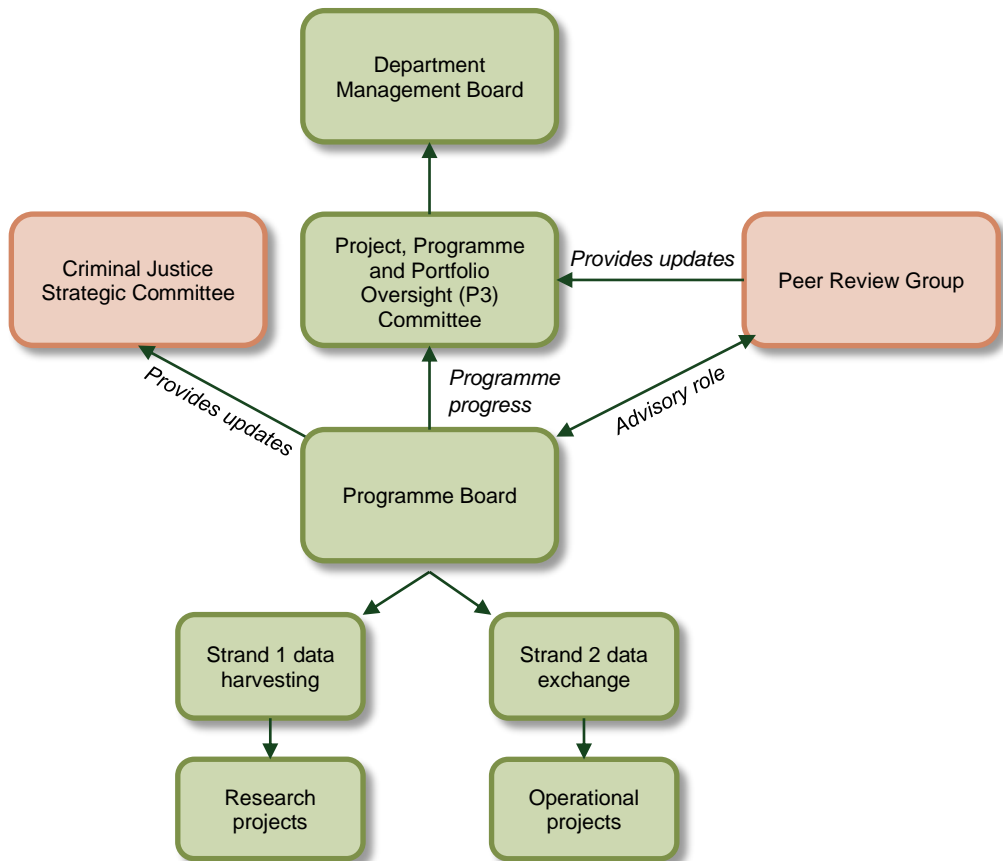 Department
Management Board
Criminal Justice
Strategic Committee
Project, Programme
and Portfolio
Oversight (P3)
Committee
Provides updates
Peer Review Group
Provides updates
Programme
progress
Advisory role
Programme Board
Strand 1 data
harvesting
Strand 2 data
exchange
Research
projects
Operational
projects